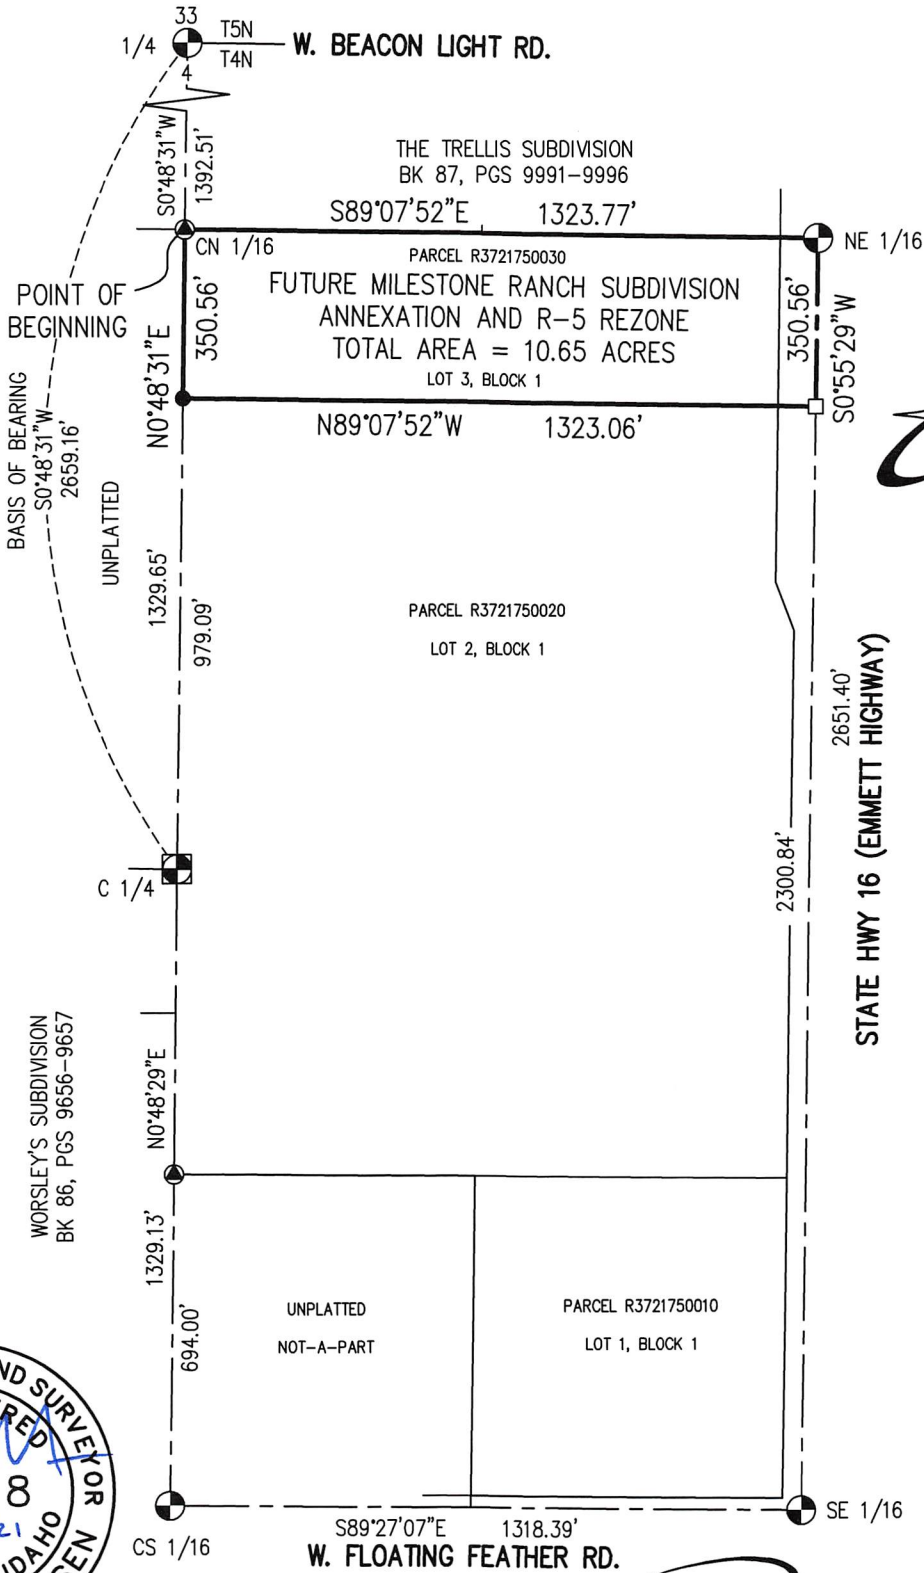 33
T5N
1/4
W. BEACON LIGHT RD.
T4N
4
S0°48'31"W
1392.51'
THE TRELLIS SUBDIVISION
BK 87, PGS 9991-9996
S89°07'52"E 1323.77'
CN 1/16
NE 1/16
PARCEL R3721750030
POINT OF
BEGINNING
FUTURE MILESTONE RANCH SUBDIVISION
ANNEXATION AND R-5 REZONE
TOTAL AREA = 10.65 ACRES
LOT 3, BLOCK 1
N0°48'31"E
350.56'
350.56'
S0°55'29"W
N89°07'52"W 1323.06'
BASIS OF BEARING
S0°48'31"W
2659.16'
UNPLATTED
1329.65'
979.09'
PARCEL R3721750020
LOT 2, BLOCK 1
2651.40'
STATE HWY 16 (EMMETT HIGHWAY)
2300.84'
C 1/4
WORSLEY'S SUBDIVISION
BK 86, PGS 9656-9657
N0°48'29"E
1329.13'
694.00'
UNPLATTED
NOT-A-PART
PARCEL R3721750010
LOT 1, BLOCK 1
ND SURVEYOR
RED
8
21
IDAHO
SEN
CS 1/16
SE 1/16
S89°27'07"E 1318.39'
W. FLOATING FEATHER RD.